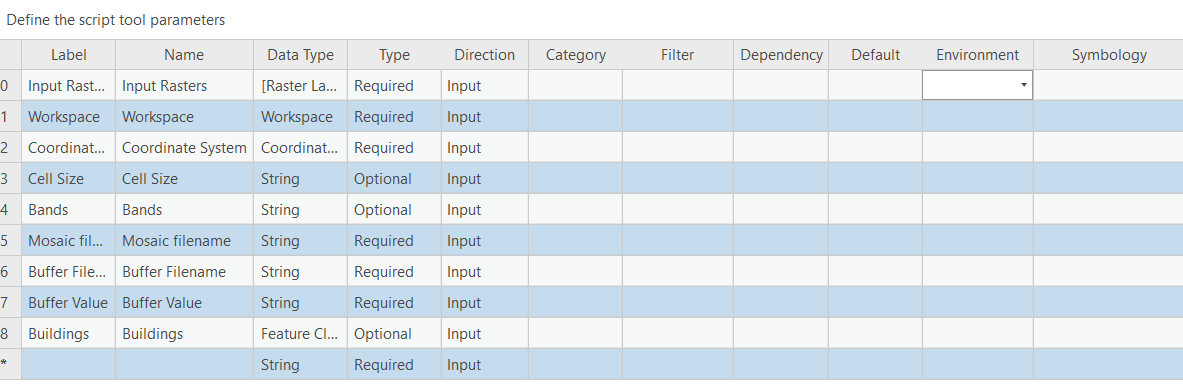 Define the script tool parameters
Label Name Data Type Type Direction Category Filter Dependency Default Environment Symbology
0 Input Rast... Input Rasters [Raster La... Required Input
1 Workspace Workspace Workspace Required Input
2 Coordinat... Coordinate System Coordinat... Required Input
3 Cell Size Cell Size String Optional Input
4 Bands Bands String Optional Input
5 Mosaic fil... Mosaic filename String Required Input
6 Buffer File... Buffer Filename String Required Input
7 Buffer Value Buffer Value String Required Input
8 Buildings Buildings Feature Cl... Optional Input
* String Required Input